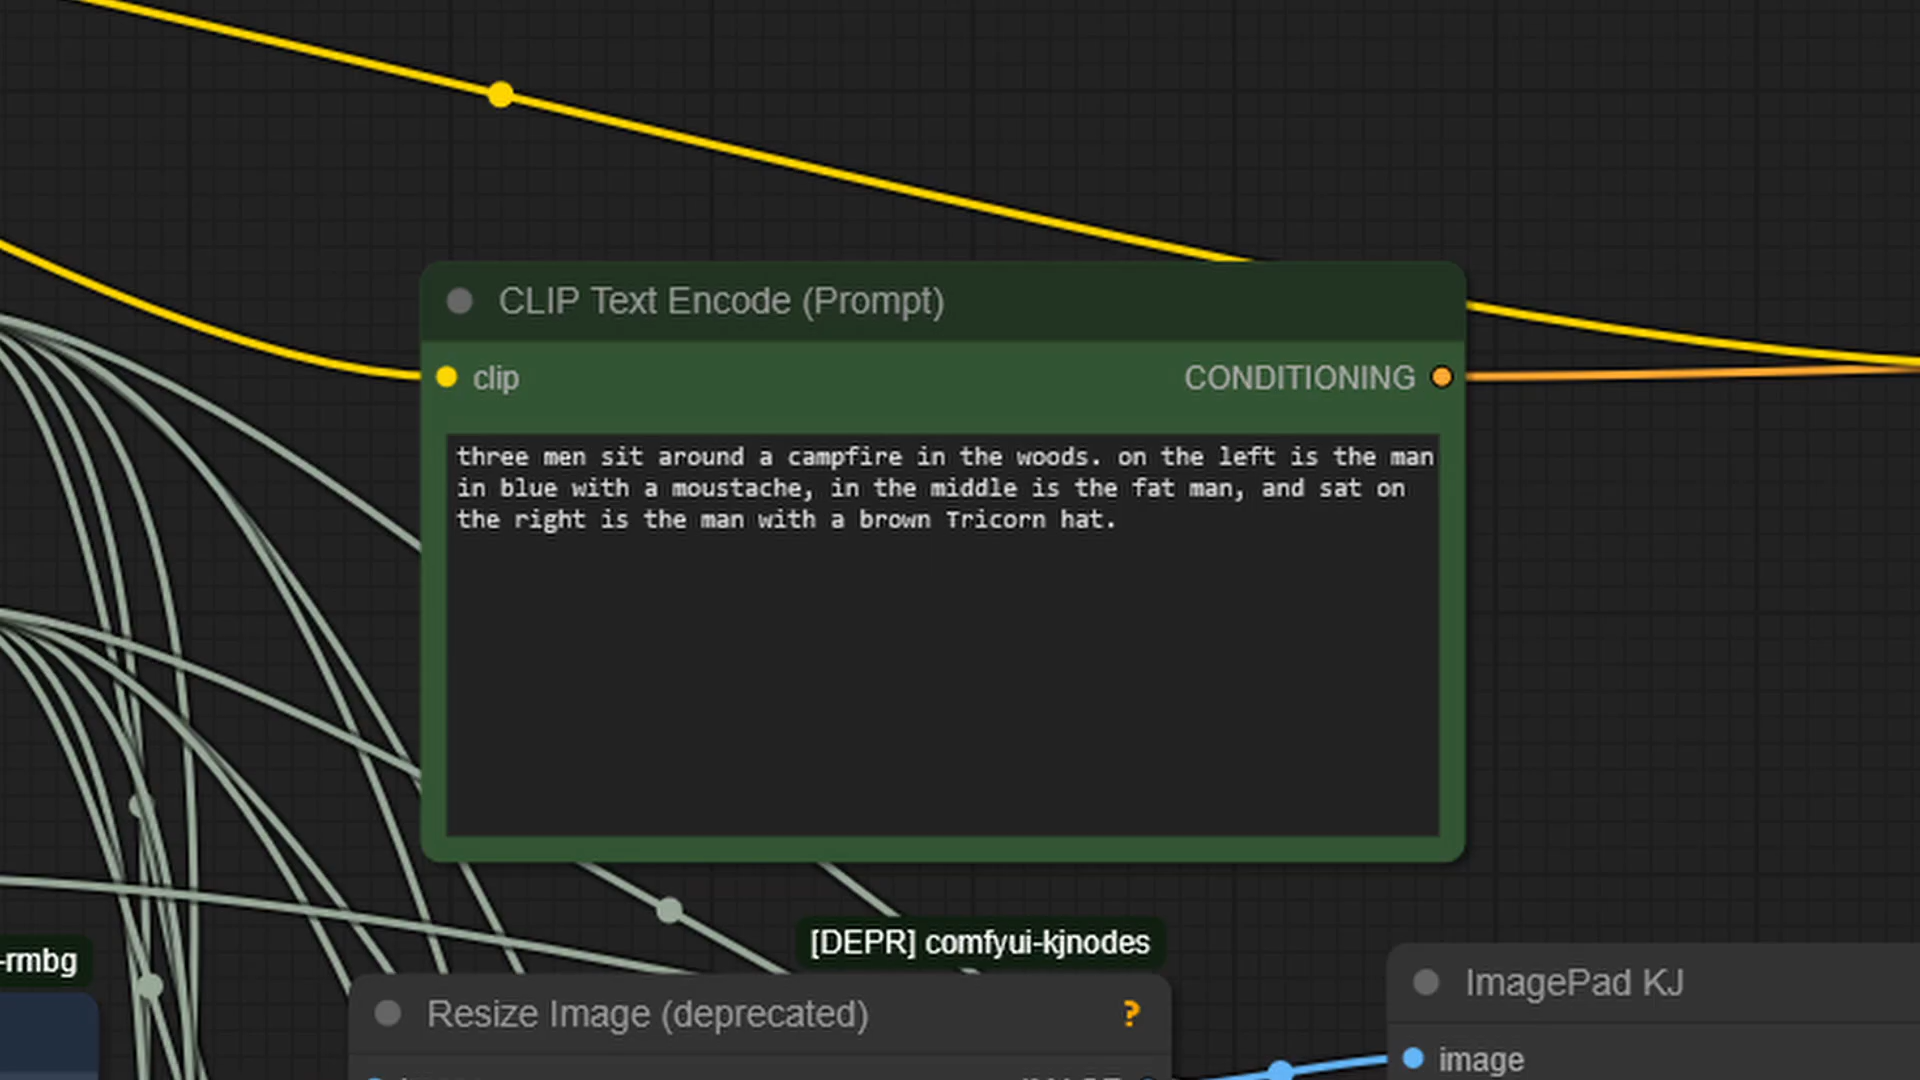 CLIP Text Encode (Prompt)
clip
CONDITIONING
three men sit around a campfire in the woods. on the left is the man
in blue with a moustache, in the middle is the fat man, and sat on
the right is the man with a brown Tricorn hat.
[DEPR] comfyui-kjnodes
-rmbg
ImagePad KJ
Resize Image (deprecated)
?
image